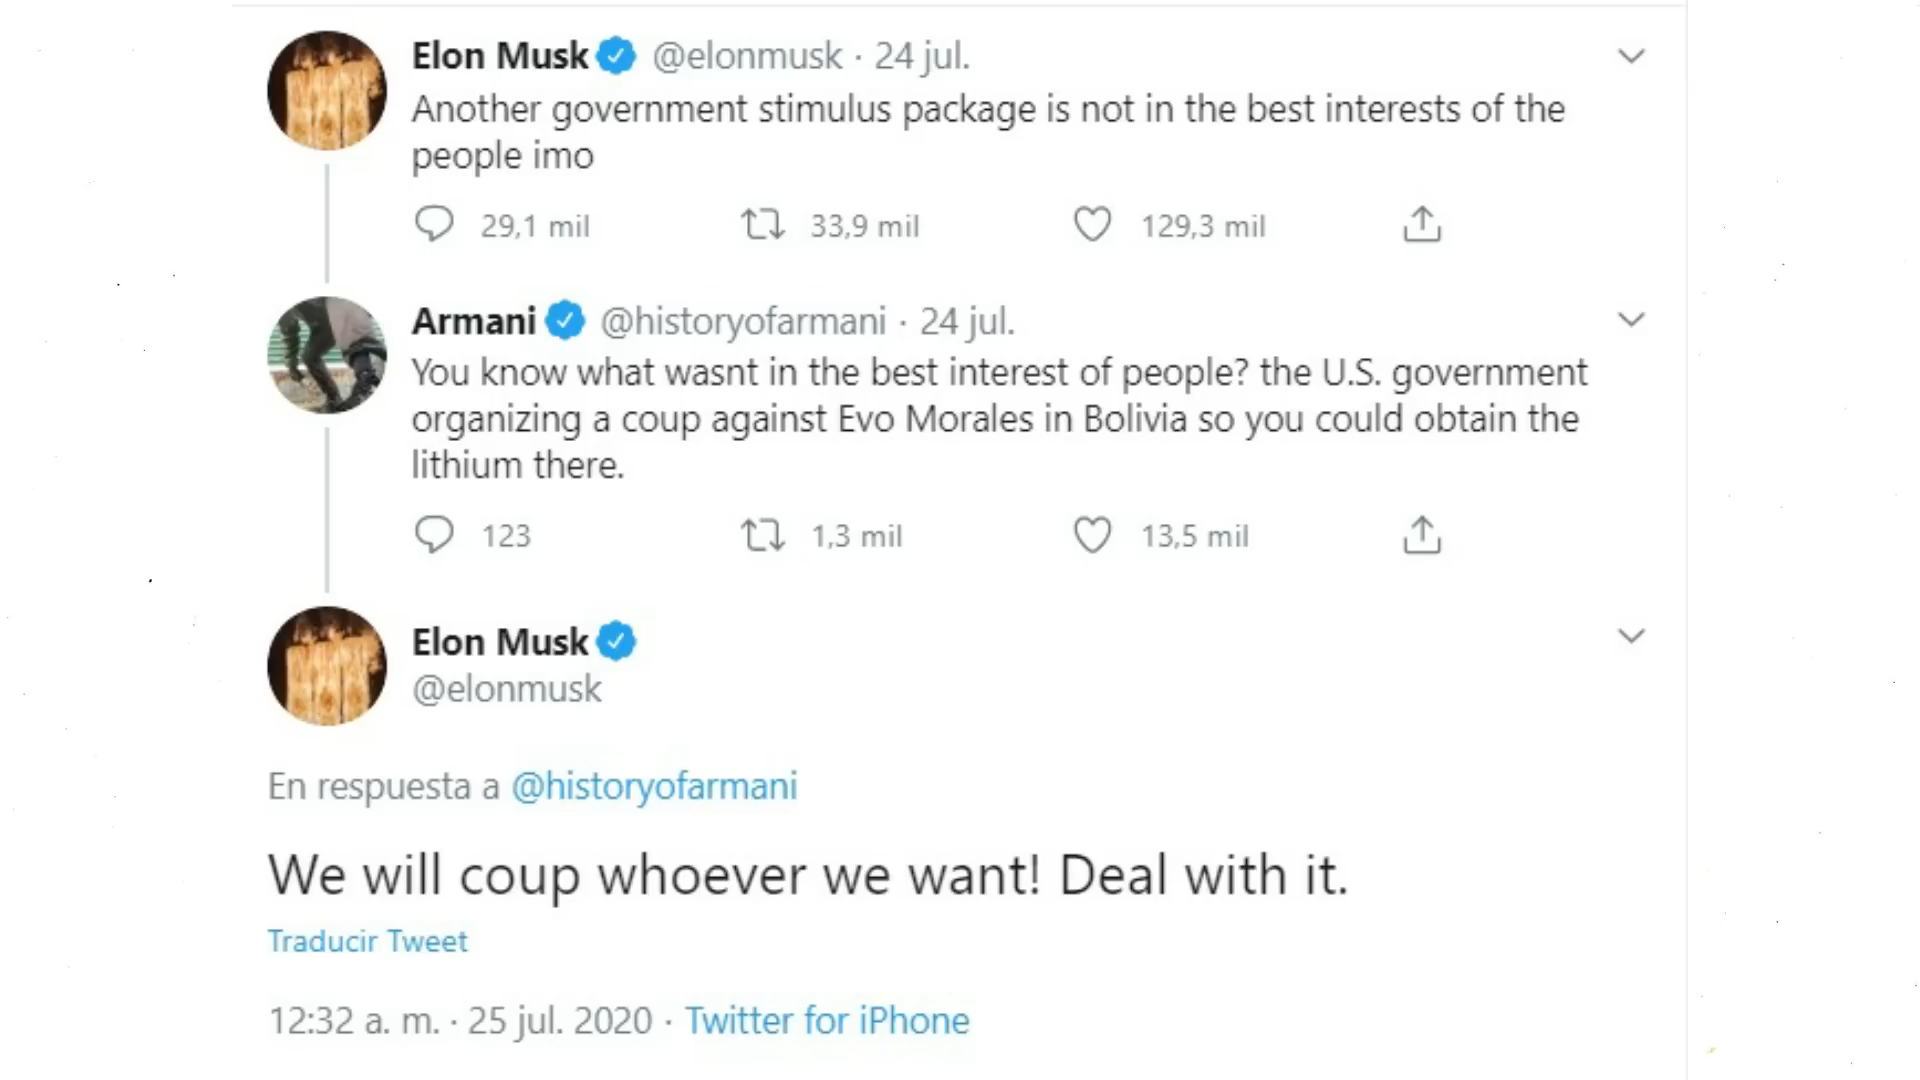 Elon Musk @elonmusk · 24 jul.
Another government stimulus package is not in the best interests of the
people imo
29,1 mil 33,9 mil 129,3 mil
Armani @historyofarmani · 24 jul.
You know what wasnt in the best interest of people? the U.S. government
organizing a coup against Evo Morales in Bolivia so you could obtain the
lithium there.
123 1,3 mil 13,5 mil
Elon Musk
@elonmusk
En respuesta a @historyofarmani
We will coup whoever we want! Deal with it.
Traducir Tweet
12:32 a. m. · 25 jul. 2020 · Twitter for iPhone